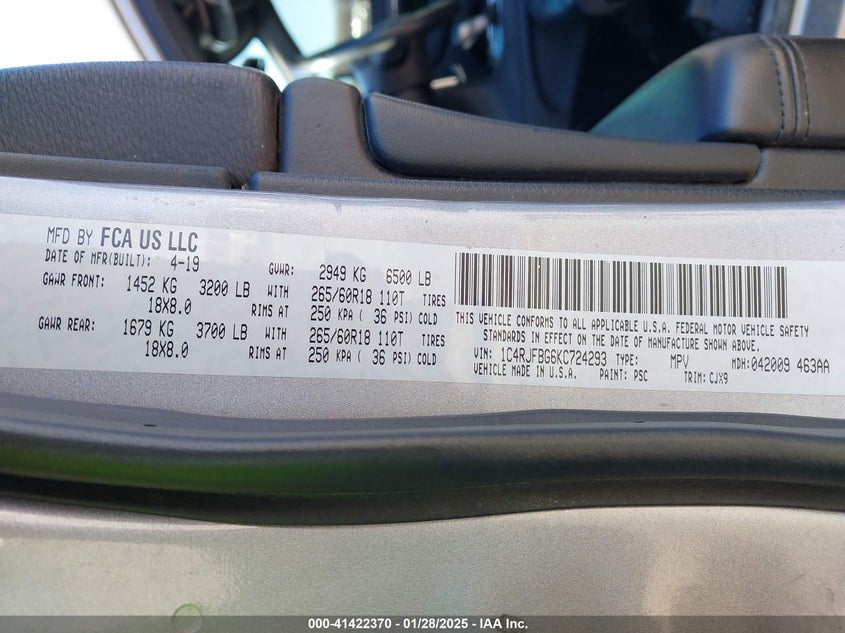 MFD BY FCA US LLC
DATE OF MFR(BUILT): 4-19 GVWR: 2949 KG 6500 LB
GAWR FRONT: 1452 KG 3200 LB WITH 265/60R18 110T TIRES
18X8.0 RIMS AT 250 KPA ( 36 PSI) COLD
GAWR REAR: 1679 KG 3700 LB WITH 265/60R18 110T TIRES
18X8.0 RIMS AT 250 KPA ( 36 PSI) COLD
THIS VEHICLE CONFORMS TO ALL APPLICABLE U.S.A. FEDERAL MOTOR VEHICLE SAFETY
STANDARDS IN EFFECT ON THE DATE OF MANUFACTURE SHOWN ABOVE.
VIN: 1C4RJFBG6KC724293 TYPE: MPV MDH:042009 463AA
VEHICLE MADE IN U.S.A. PAINT: PSC TRIM: CJX9
000-41422370 - 01/28/2025 - IAA Inc.